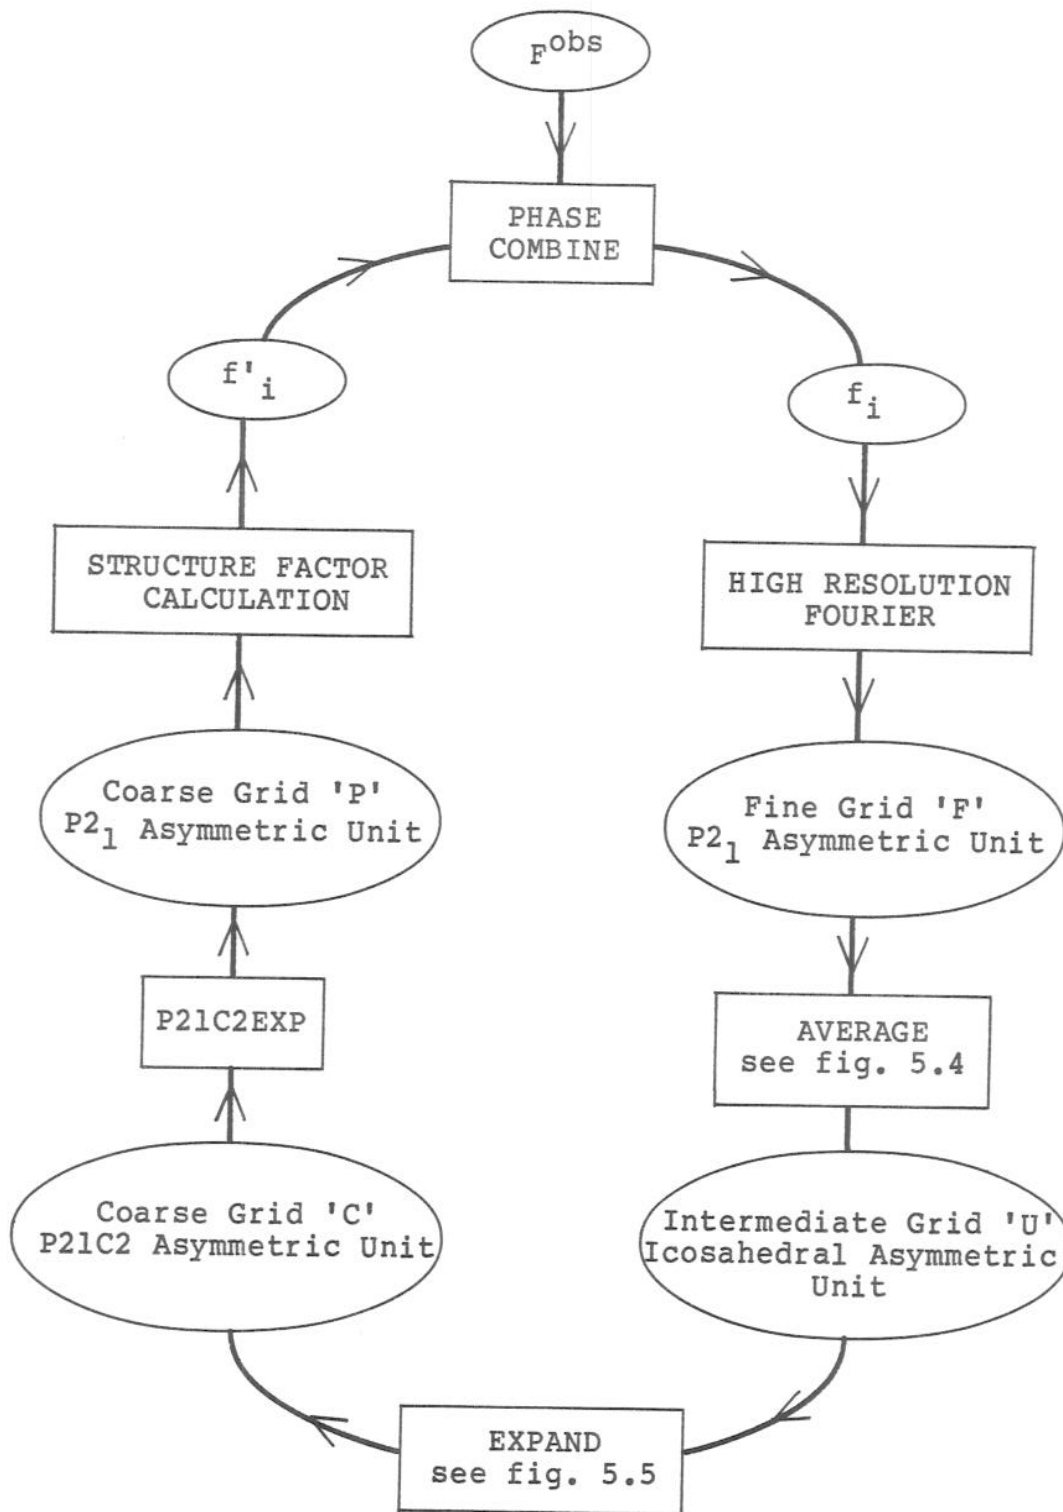 Fobs
PHASE
COMBINE
f'i
fi
STRUCTURE FACTOR
CALCULATION
HIGH RESOLUTION
FOURIER
Coarse Grid 'P'
P21 Asymmetric Unit
Fine Grid 'F'
P21 Asymmetric Unit
P21C2EXP
AVERAGE
see fig. 5.4
Coarse Grid 'C'
P21C2 Asymmetric Unit
Intermediate Grid 'U'
Icosahedral Asymmetric
Unit
EXPAND
see fig. 5.5